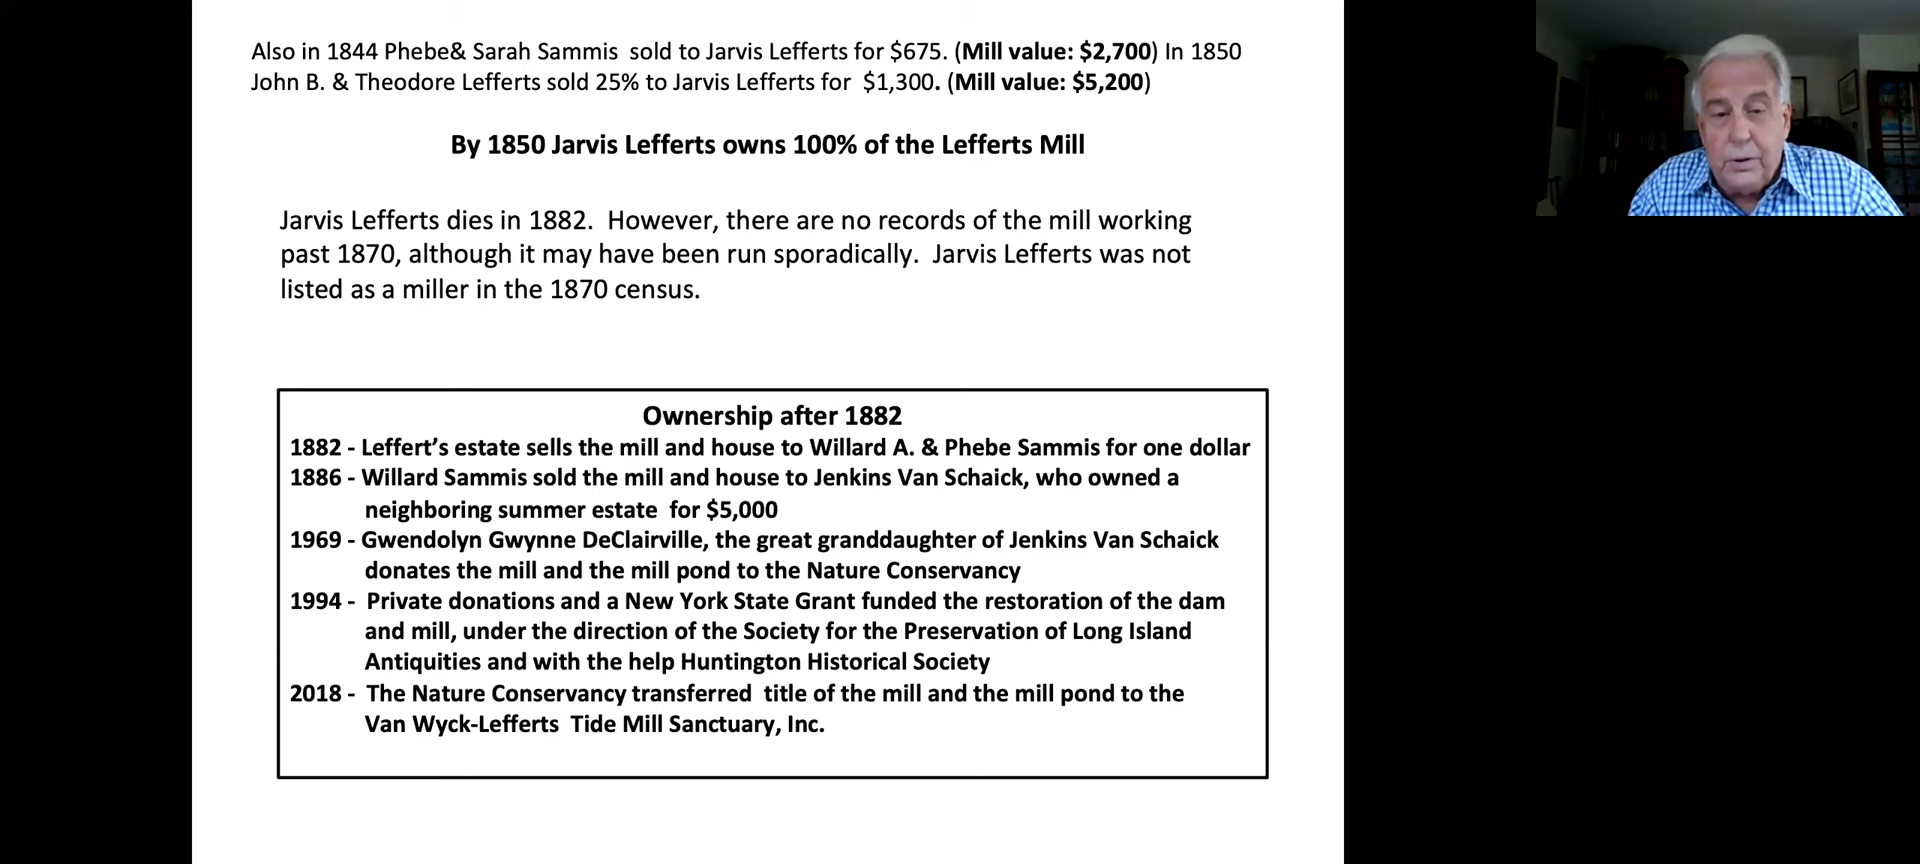 Also in 1844 Phebe& Sarah Sammis sold to Jarvis Lefferts for $675. (Mill value: $2,700) In 1850
John B. & Theodore Lefferts sold 25% to Jarvis Lefferts for $1,300. (Mill value: $5,200)
By 1850 Jarvis Lefferts owns 100% of the Lefferts Mill
Jarvis Lefferts dies in 1882. However, there are no records of the mill working
past 1870, although it may have been run sporadically. Jarvis Lefferts was not
listed as a miller in the 1870 census.
Ownership after 1882
1882 - Leffert’s estate sells the mill and house to Willard A. & Phebe Sammis for one dollar
1886 - Willard Sammis sold the mill and house to Jenkins Van Schaick, who owned a
neighboring summer estate for $5,000
1969 - Gwendolyn Gwynne DeClairville, the great granddaughter of Jenkins Van Schaick
donates the mill and the mill pond to the Nature Conservancy
1994 - Private donations and a New York State Grant funded the restoration of the dam
and mill, under the direction of the Society for the Preservation of Long Island
Antiquities and with the help Huntington Historical Society
2018 - The Nature Conservancy transferred title of the mill and the mill pond to the
Van Wyck-Lefferts Tide Mill Sanctuary, Inc.